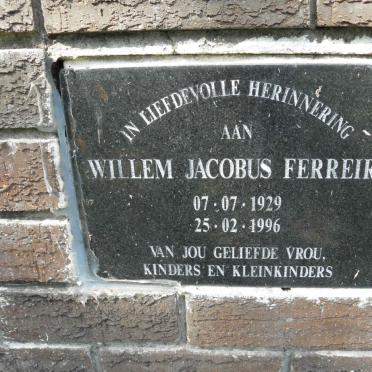 IN LIEFDEVOLLE HERINNERING
AAN
WILLEM JACOBUS FERREIR
07·07·1929
25·02·1996
VAN JOU GELIEFDE VROU,
KINDERS EN KLEINKINDERS